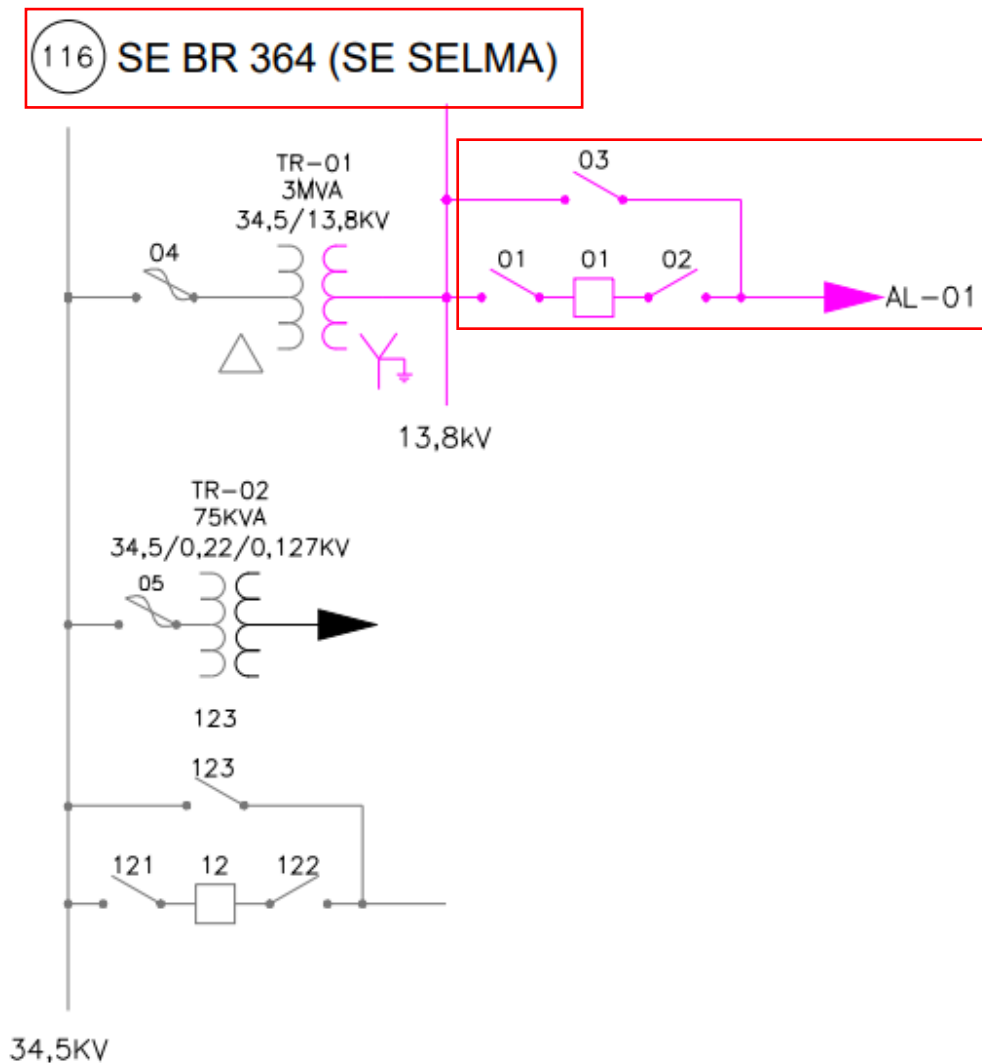 116 SE BR 364 (SE SELMA)
TR-01
3MVA
34,5/13,8KV
03
04
01 01 02
AL-01
13,8kV
TR-02
75KVA
34,5/0,22/0,127KV
05
123
123
121 12 122
34,5KV